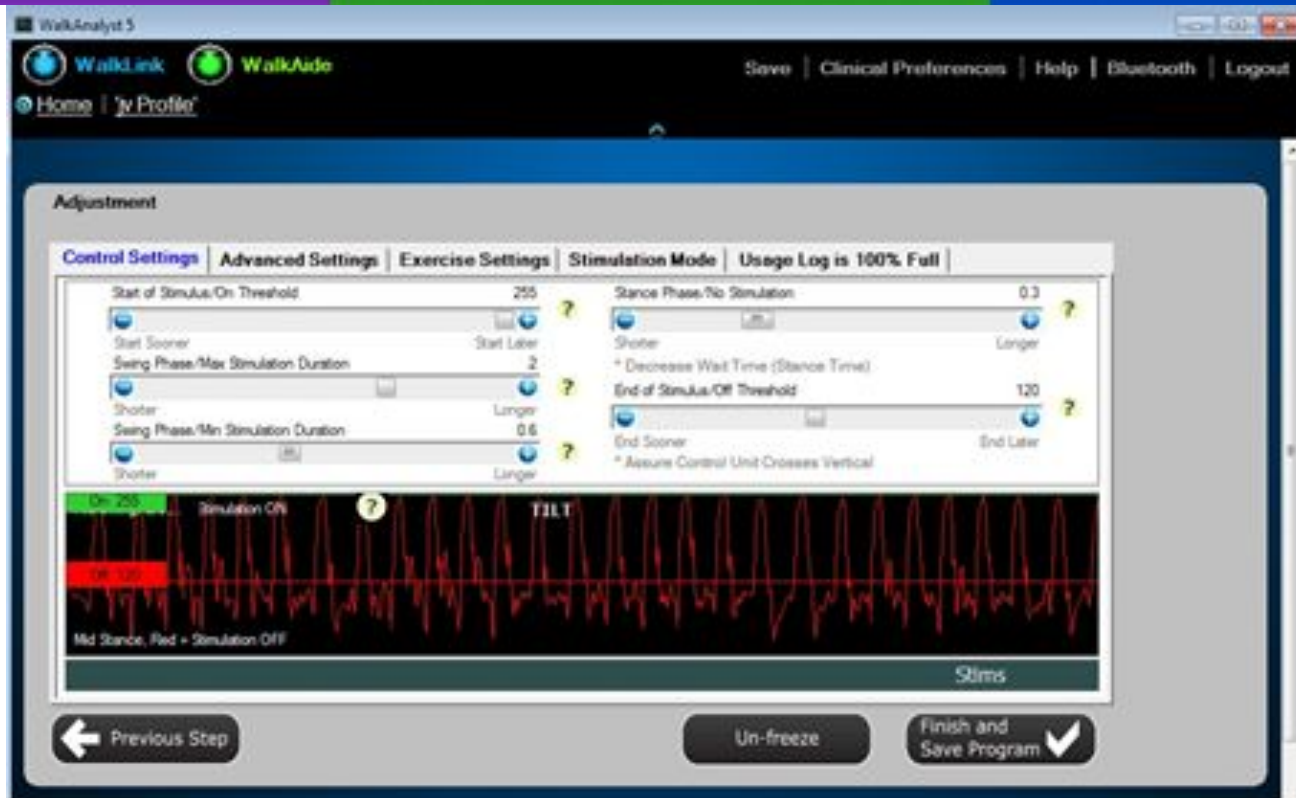 WalkAnalyst 5
WalkLink WalkAide
Save | Clinical Preferences | Help | Bluetooth | Logout
Home | 'jv Profile'
Adjustment
Control Settings | Advanced Settings | Exercise Settings | Stimulation Mode | Usage Log is 100% Full |
Start of Stimulus/On Threshold 255 ?
Start Sooner Start Later
Swing Phase/Max Stimulation Duration 2 ?
Shorter Longer
Swing Phase/Min Stimulation Duration 0.6 ?
Shorter Longer
Stance Phase/No Stimulation 0.3 ?
Shorter Longer
* Decrease Wait Time (Stance Time)
End of Stimulus/Off Threshold 120 ?
End Sooner End Later
* Assure Control Unit Crosses Vertical
On: 255 Stimulation ON ? TILT
Off: 120
Mid Stance, Red = Stimulation OFF
Stims
Previous Step
Un-freeze
Finish and
Save Program